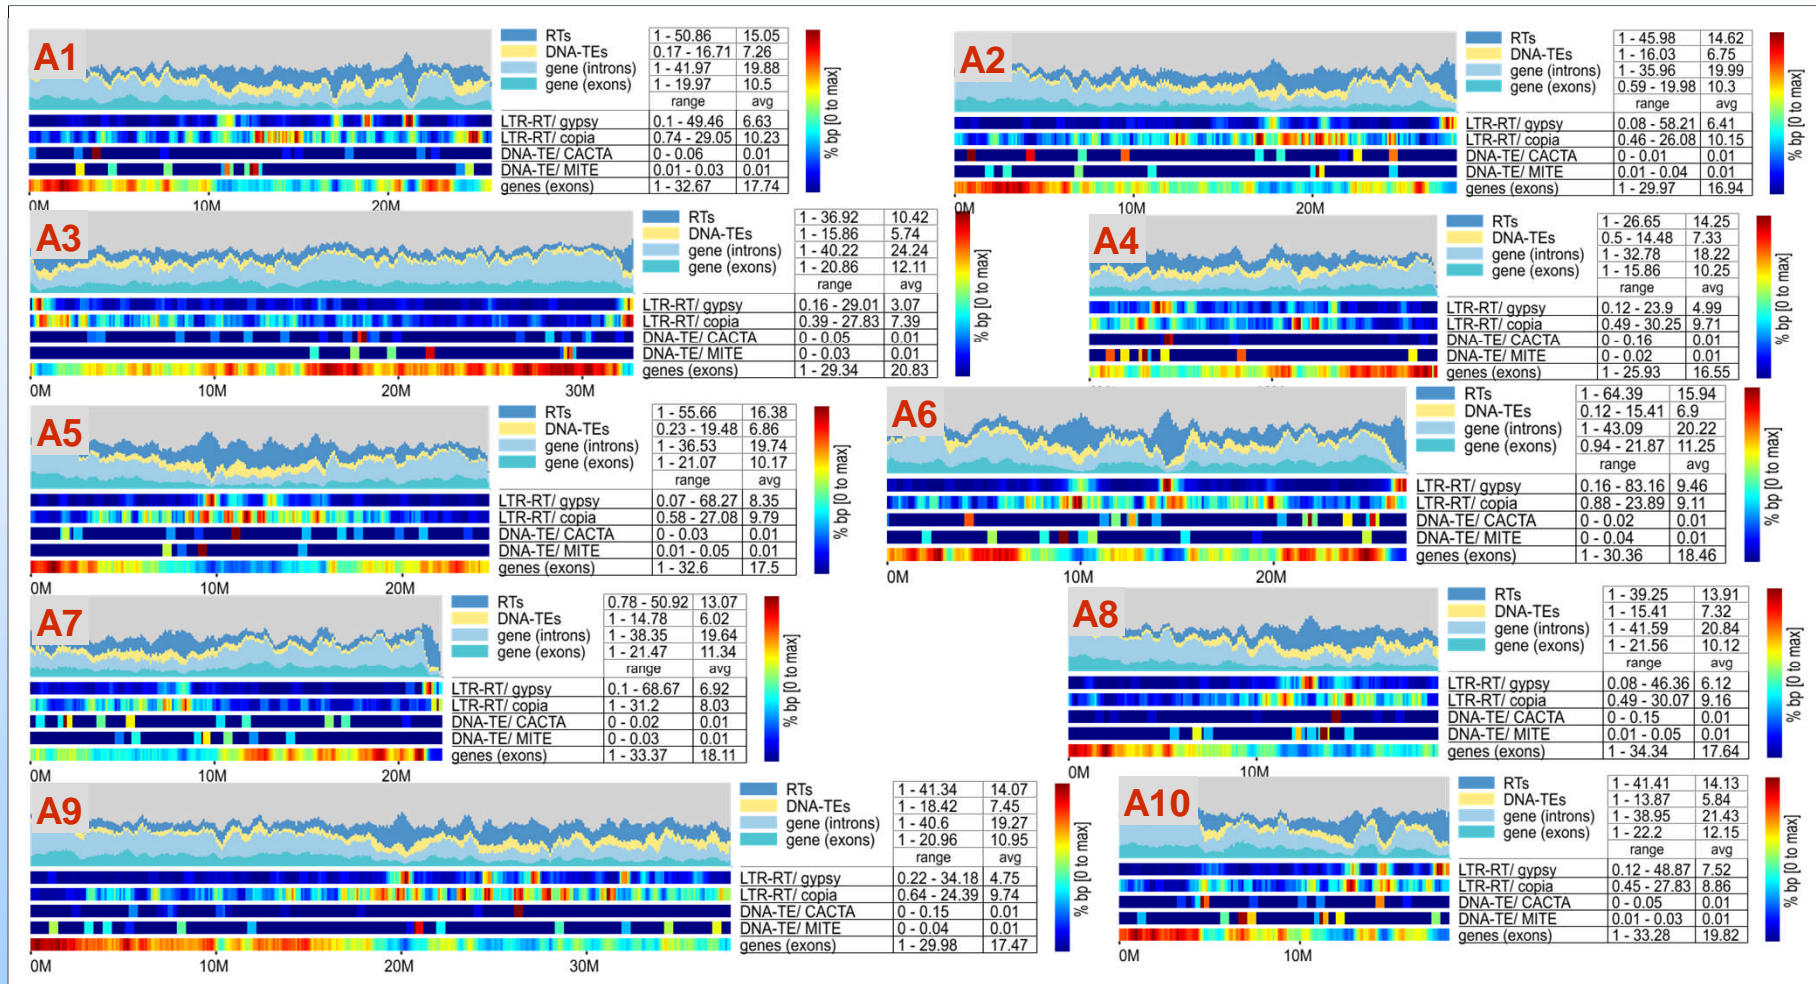 A1
RTs 1 - 50.86 15.05
DNA-TEs 0.17 - 16.71 7.26
gene (introns) 1 - 41.97 19.88
gene (exons) 1 - 19.97 10.5
range avg
LTR-RT/ gypsy 0.1 - 49.46 6.63
LTR-RT/ copia 0.74 - 29.05 10.23
DNA-TE/ CACTA 0 - 0.06 0.01
DNA-TE/ MITE 0.01 - 0.03 0.01
genes (exons) 1 - 32.67 17.74
0M 10M 20M
% bp [0 to max]
A2
RTs 1 - 45.98 14.62
DNA-TEs 1 - 16.03 6.75
gene (introns) 1 - 35.96 19.99
gene (exons) 0.59 - 19.98 10.3
range avg
LTR-RT/ gypsy 0.08 - 58.21 6.41
LTR-RT/ copia 0.46 - 26.08 10.15
DNA-TE/ CACTA 0 - 0.01 0.01
DNA-TE/ MITE 0.01 - 0.04 0.01
genes (exons) 1 - 29.97 16.94
0M 10M 20M
% bp [0 to max]
A3
RTs 1 - 36.92 10.42
DNA-TEs 1 - 15.86 5.74
gene (introns) 1 - 40.22 24.24
gene (exons) 1 - 20.86 12.11
range avg
LTR-RT/ gypsy 0.16 - 29.01 3.07
LTR-RT/ copia 0.39 - 27.83 7.39
DNA-TE/ CACTA 0 - 0.05 0.01
DNA-TE/ MITE 0 - 0.03 0.01
genes (exons) 1 - 29.34 20.83
0M 10M 20M 30M
% bp [0 to max]
A4
RTs 1 - 26.65 14.25
DNA-TEs 0.5 - 14.48 7.33
gene (introns) 1 - 32.78 18.22
gene (exons) 1 - 15.86 10.25
range avg
LTR-RT/ gypsy 0.12 - 23.9 4.99
LTR-RT/ copia 0.49 - 30.25 9.71
DNA-TE/ CACTA 0 - 0.16 0.01
DNA-TE/ MITE 0 - 0.02 0.01
genes (exons) 1 - 25.93 16.55
% bp [0 to max]
A5
RTs 1 - 55.66 16.38
DNA-TEs 0.23 - 19.48 6.86
gene (introns) 1 - 36.53 19.74
gene (exons) 1 - 21.07 10.17
range avg
LTR-RT/ gypsy 0.07 - 68.27 8.35
LTR-RT/ copia 0.58 - 27.08 9.79
DNA-TE/ CACTA 0 - 0.03 0.01
DNA-TE/ MITE 0.01 - 0.05 0.01
genes (exons) 1 - 32.6 17.5
0M 10M 20M
% bp [0 to max]
A6
RTs 1 - 64.39 15.94
DNA-TEs 0.12 - 15.41 6.9
gene (introns) 1 - 43.09 20.22
gene (exons) 0.94 - 21.87 11.25
range avg
LTR-RT/ gypsy 0.16 - 83.16 9.46
LTR-RT/ copia 0.88 - 23.89 9.11
DNA-TE/ CACTA 0 - 0.02 0.01
DNA-TE/ MITE 0 - 0.04 0.01
genes (exons) 1 - 30.36 18.46
0M 10M 20M
% bp [0 to max]
A7
RTs 0.78 - 50.92 13.07
DNA-TEs 1 - 14.78 6.02
gene (introns) 1 - 38.35 19.64
gene (exons) 1 - 21.47 11.34
range avg
LTR-RT/ gypsy 0.1 - 68.67 6.92
LTR-RT/ copia 1 - 31.2 8.03
DNA-TE/ CACTA 0 - 0.02 0.01
DNA-TE/ MITE 0 - 0.03 0.01
genes (exons) 1 - 33.37 18.11
0M 10M 20M
% bp [0 to max]
A8
RTs 1 - 39.25 13.91
DNA-TEs 1 - 15.41 7.32
gene (introns) 1 - 41.59 20.84
gene (exons) 1 - 21.56 10.12
range avg
LTR-RT/ gypsy 0.08 - 46.36 6.12
LTR-RT/ copia 0.49 - 30.07 9.16
DNA-TE/ CACTA 0 - 0.15 0.01
DNA-TE/ MITE 0.01 - 0.05 0.01
genes (exons) 1 - 34.34 17.64
0M 10M
% bp [0 to max]
A9
RTs 1 - 41.34 14.07
DNA-TEs 1 - 18.42 7.45
gene (introns) 1 - 40.6 19.27
gene (exons) 1 - 20.96 10.95
range avg
LTR-RT/ gypsy 0.22 - 34.18 4.75
LTR-RT/ copia 0.64 - 24.39 9.74
DNA-TE/ CACTA 0 - 0.15 0.01
DNA-TE/ MITE 0 - 0.04 0.01
genes (exons) 1 - 29.98 17.47
0M 10M 20M 30M
% bp [0 to max]
A10
RTs 1 - 41.41 14.13
DNA-TEs 1 - 13.87 5.84
gene (introns) 1 - 38.95 21.43
gene (exons) 1 - 22.2 12.15
range avg
LTR-RT/ gypsy 0.12 - 48.87 7.52
LTR-RT/ copia 0.45 - 27.83 8.86
DNA-TE/ CACTA 0 - 0.05 0.01
DNA-TE/ MITE 0.01 - 0.03 0.01
genes (exons) 1 - 33.28 19.82
0M 10M
% bp [0 to max]